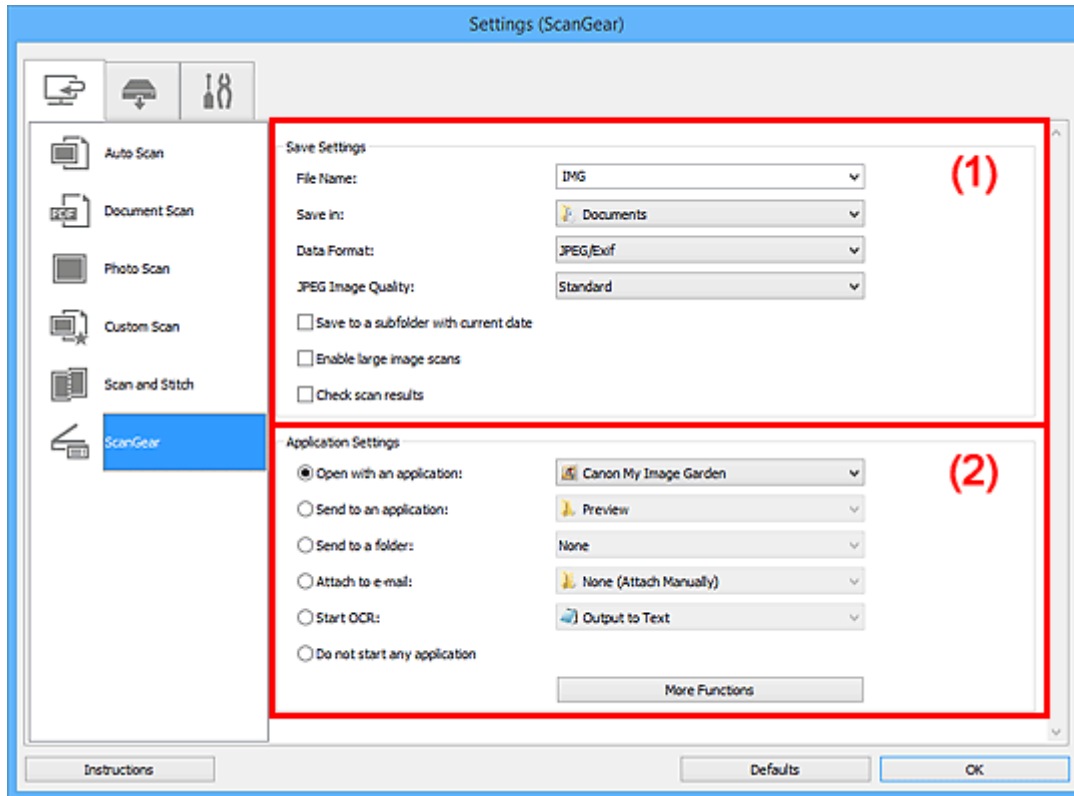 Settings (ScanGear)
Auto Scan
Document Scan
Photo Scan
Custom Scan
Scan and Stitch
ScanGear
Save Settings
(1)
File Name: IMG
Save in: Documents
Data Format: JPEG/Exif
JPEG Image Quality: Standard
Save to a subfolder with current date
Enable large image scans
Check scan results
Application Settings
(2)
Open with an application: Canon My Image Garden
Send to an application: Preview
Send to a folder: None
Attach to e-mail: None (Attach Manually)
Start OCR: Output to Text
Do not start any application
More Functions
Instructions Defaults OK